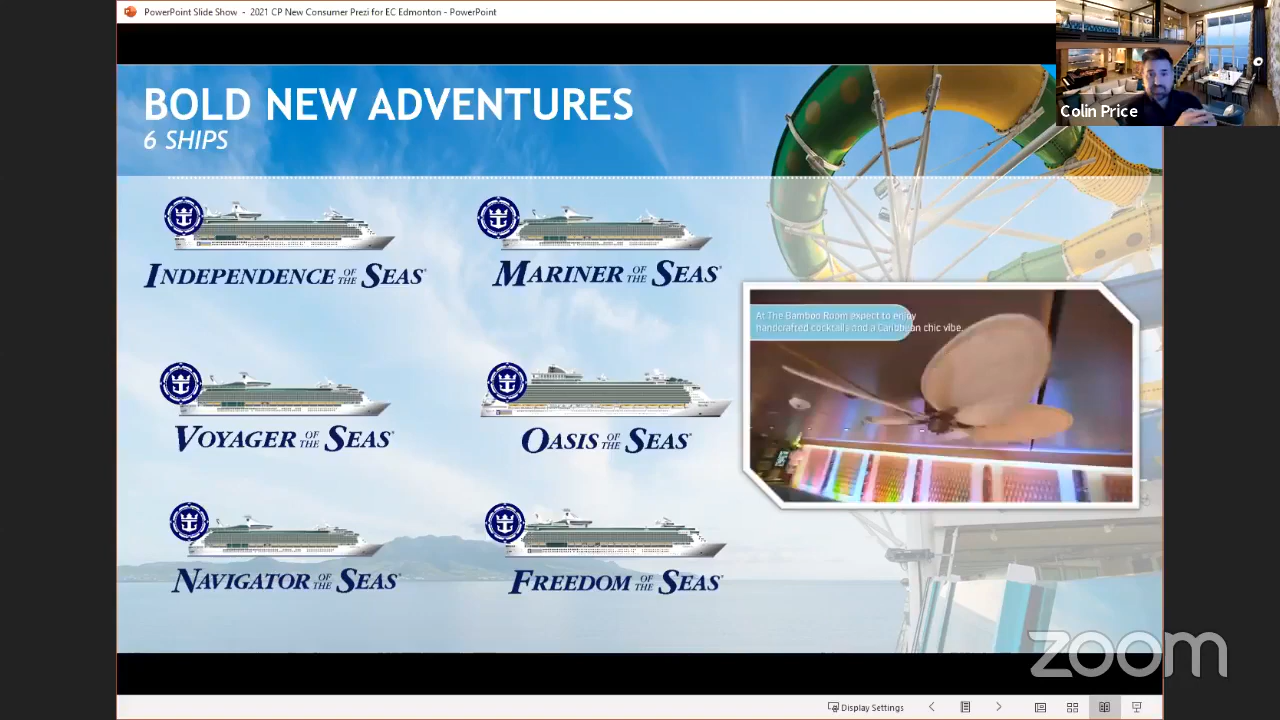 PowerPoint Slide Show - 2021 CP New Consumer Prezi for EC Edmonton - PowerPoint
Colin Price
BOLD NEW ADVENTURES
6 SHIPS
INDEPENDENCE OF THE SEAS
MARINER OF THE SEAS
At The Bamboo Room expect to enjoy
handcrafted cocktails and a Caribbean chic vibe.
VOYAGER OF THE SEAS
OASIS OF THE SEAS
NAVIGATOR OF THE SEAS
FREEDOM OF THE SEAS
zoom
Display Settings